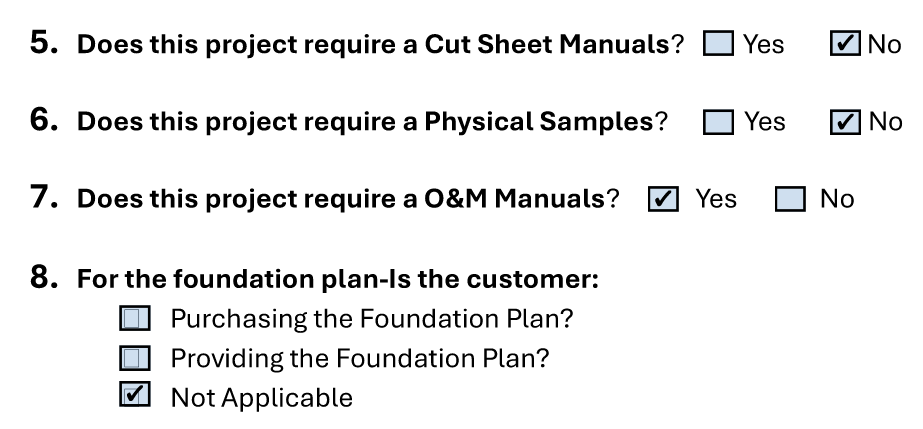 5. Does this project require a Cut Sheet Manuals? ☐ Yes ☑ No
6. Does this project require a Physical Samples? ☐ Yes ☑ No
7. Does this project require a O&M Manuals? ☑ Yes ☐ No
8. For the foundation plan-Is the customer:
☐ Purchasing the Foundation Plan?
☐ Providing the Foundation Plan?
☑ Not Applicable